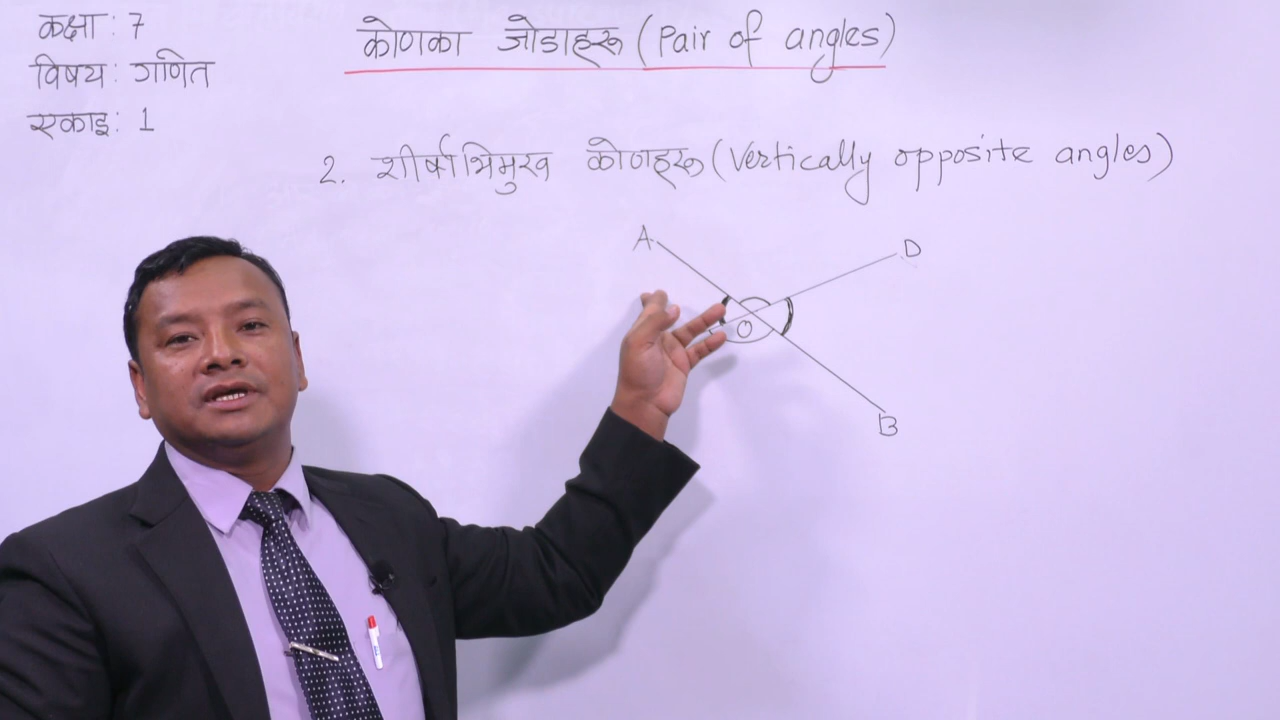 कक्षा : 7
विषय : गणित
एकाइ : 1
कोणका जोडाहरू (Pair of angles)
2. शीर्षाभिमुख कोणहरू (Vertically opposite angles)
A
D
O
B